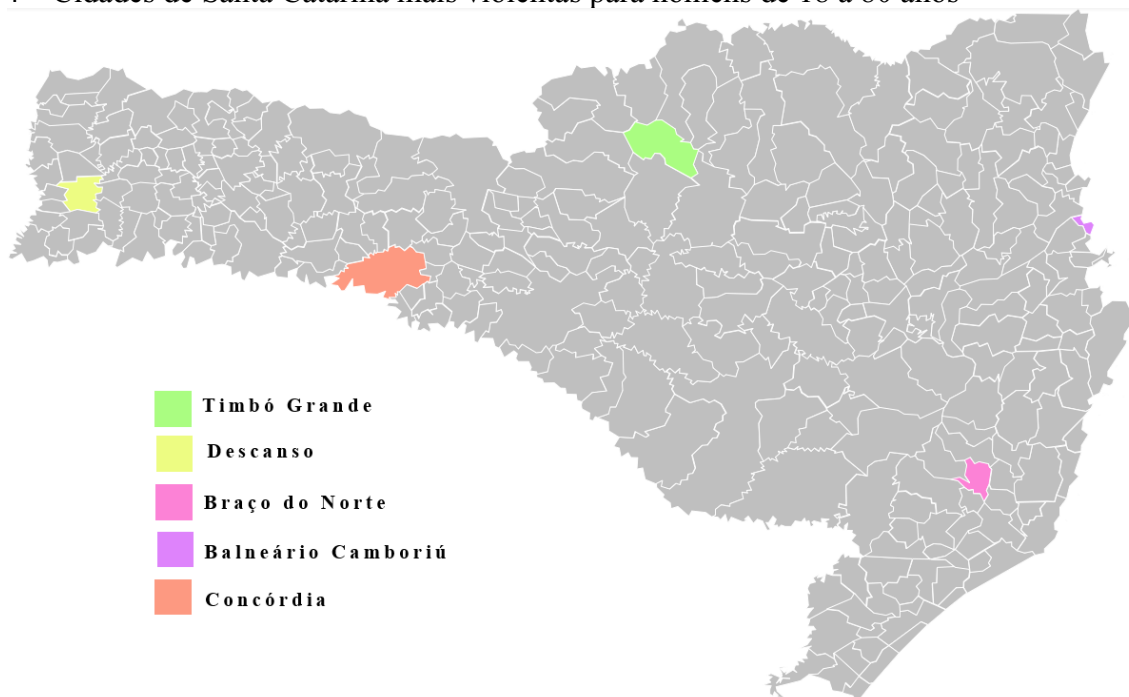 Cidades de Santa Catarina mais violentas para homens de 18 a 80 anos
Timbó Grande
Descanso
Braço do Norte
Balneário Camboriú
Concórdia